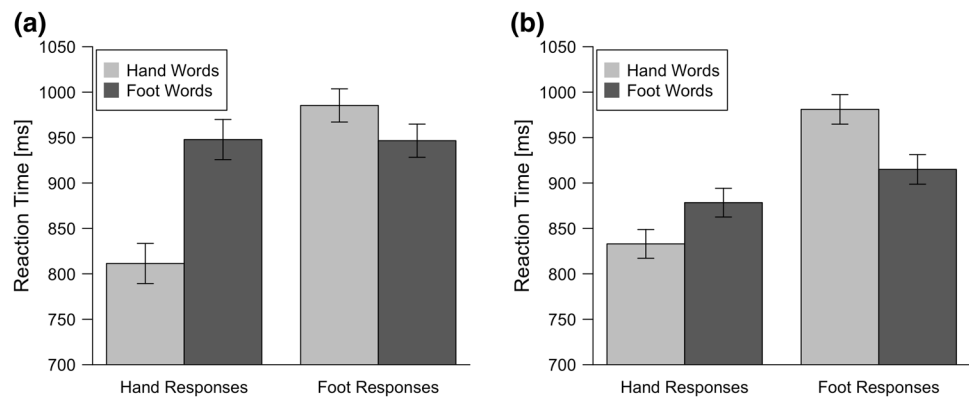 (a)
1050
1000
950
900
850
800
750
700
Reaction Time [ms]
Hand Words
Foot Words
Hand Responses Foot Responses
(b)
1050
1000
950
900
850
800
750
700
Reaction Time [ms]
Hand Words
Foot Words
Hand Responses Foot Responses